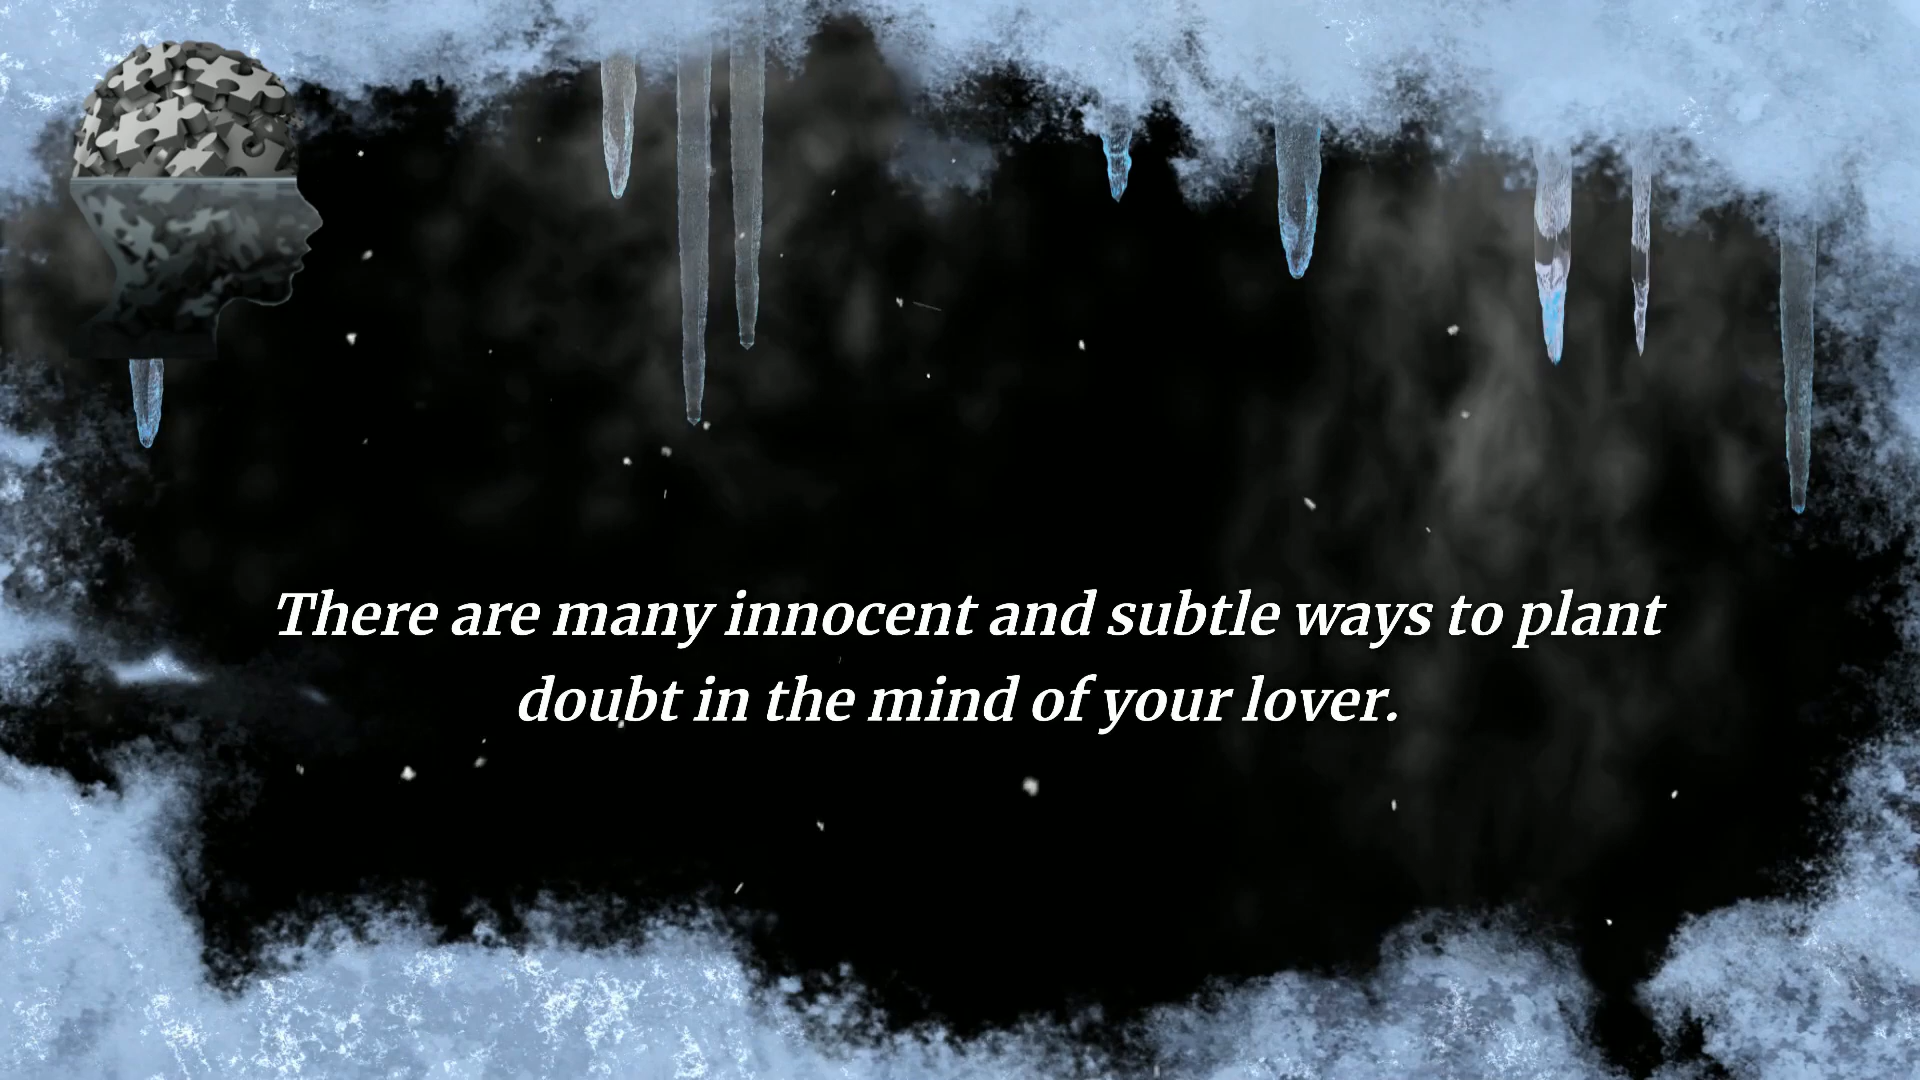 There are many innocent and subtle ways to plant
doubt in the mind of your lover.